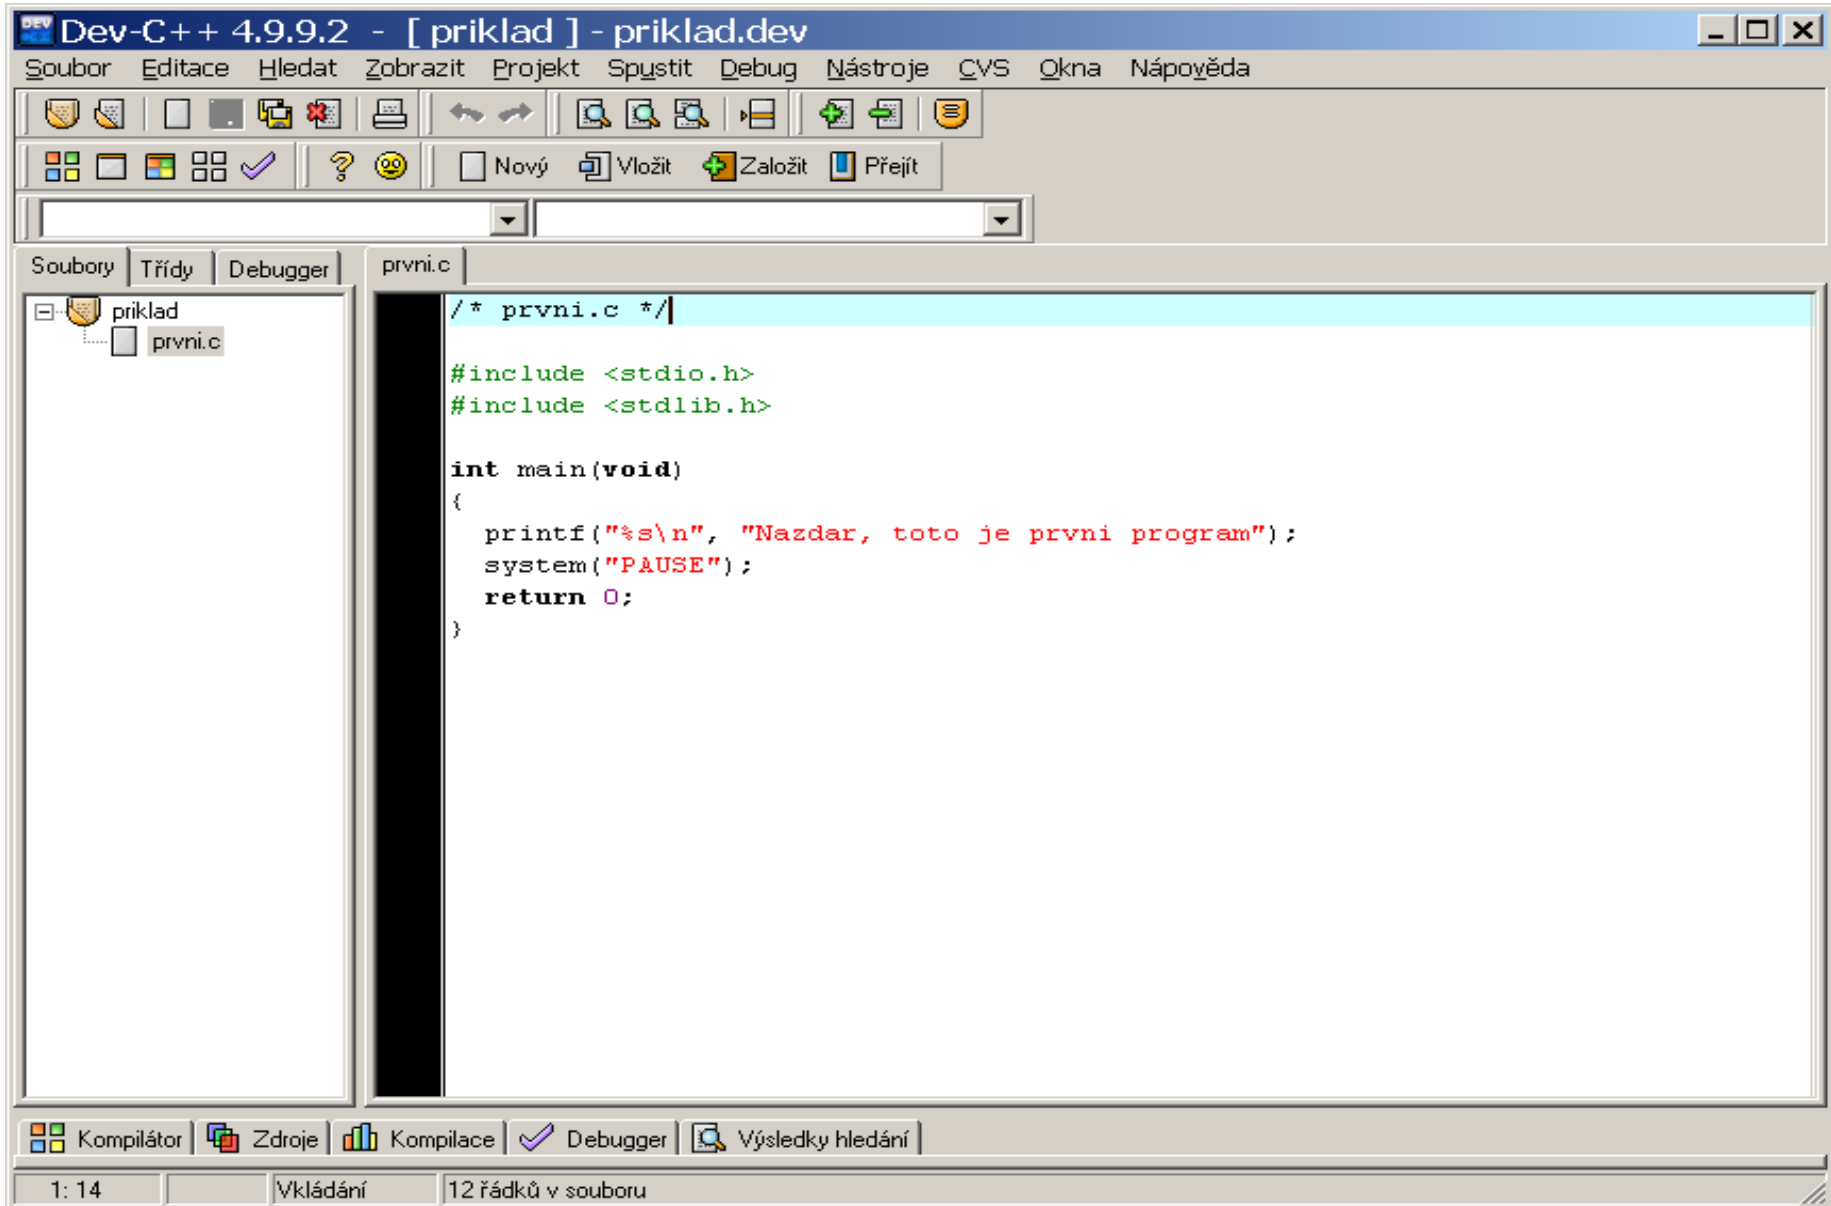 Dev-C++ 4.9.9.2 - [ priklad ] - priklad.dev
Soubor Editace Hledat Zobrazit Projekt Spustit Debug Nástroje CVS Okna Nápověda
Nový Vložit Založit Přejít
Soubory Třídy Debugger prvni.c
priklad
prvni.c
/* prvni.c */
#include <stdio.h>
#include <stdlib.h>
int main(void)
{
printf("%s\n", "Nazdar, toto je prvni program");
system("PAUSE");
return 0;
}
Kompilátor Zdroje Kompilace Debugger Výsledky hledání
1: 14 Vkládání 12 řádků v souboru